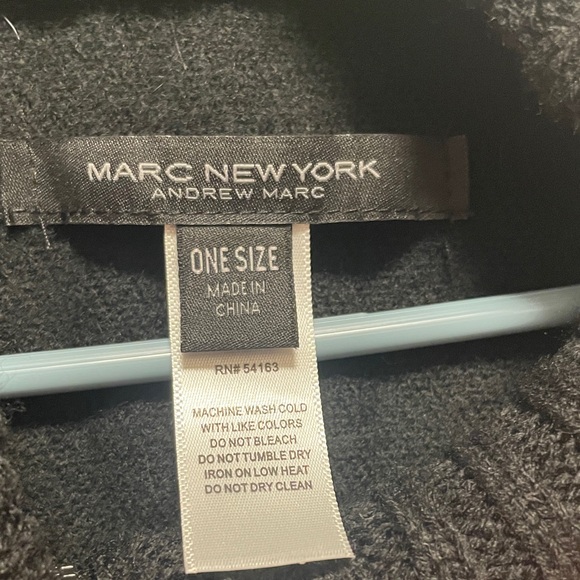 MARC NEW YORK
ANDREW MARC
ONE SIZE
MADE IN
CHINA
RN# 54163
MACHINE WASH COLD
WITH LIKE COLORS
DO NOT BLEACH
DO NOT TUMBLE DRY
IRON ON LOW HEAT
DO NOT DRY CLEAN